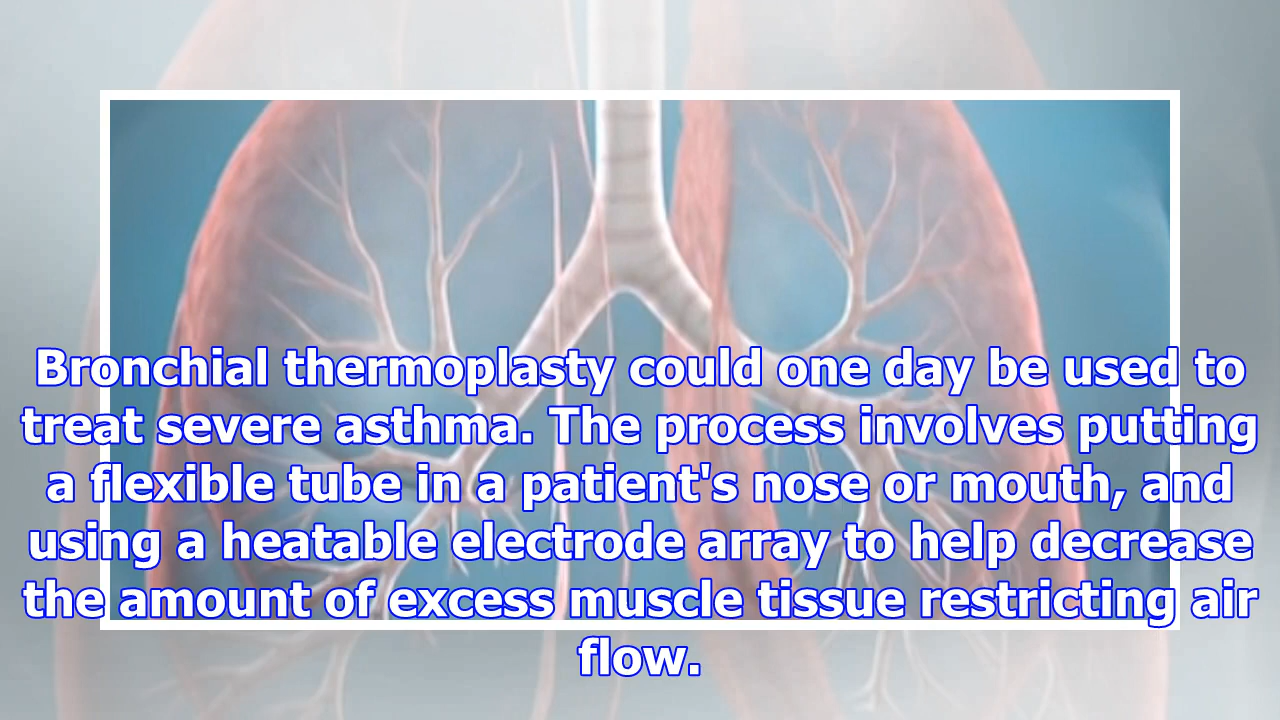 Bronchial thermoplasty could one day be used to
treat severe asthma. The process involves putting
a flexible tube in a patient's nose or mouth, and
using a heatable electrode array to help decrease
the amount of excess muscle tissue restricting air
flow.